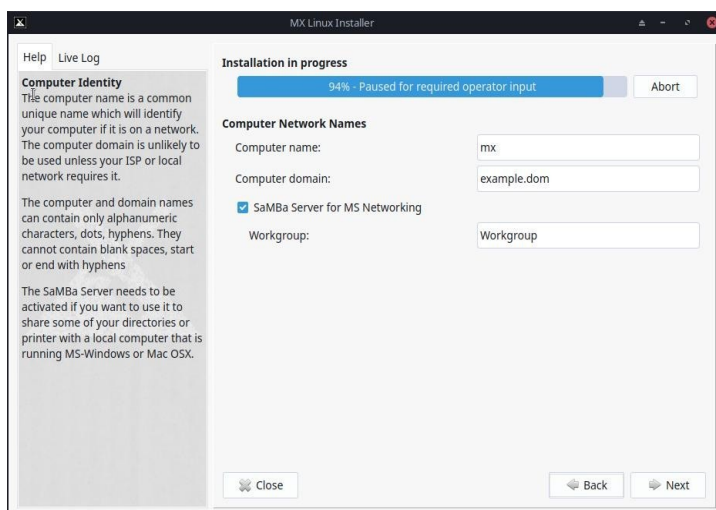 MX Linux Installer
Help Live Log
Computer Identity
The computer name is a common
unique name which will identify
your computer if it is on a network.
The computer domain is unlikely to
be used unless your ISP or local
network requires it.
The computer and domain names
can contain only alphanumeric
characters, dots, hyphens. They
cannot contain blank spaces, start
or end with hyphens
The SaMBa Server needs to be
activated if you want to use it to
share some of your directories or
printer with a local computer that is
running MS-Windows or Mac OSX.
Installation in progress
94% - Paused for required operator input Abort
Computer Network Names
Computer name: mx
Computer domain: example.dom
SaMBa Server for MS Networking
Workgroup: Workgroup
Close Back Next